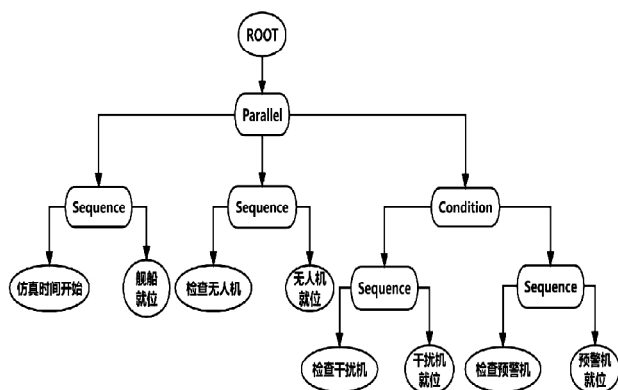 ROOT
Parallel
Sequence
Sequence
Condition
仿真时间开始
舰船
就位
检查无人机
无人机
就位
Sequence
Sequence
检查干扰机
干扰机
就位
检查预警机
预警机
就位